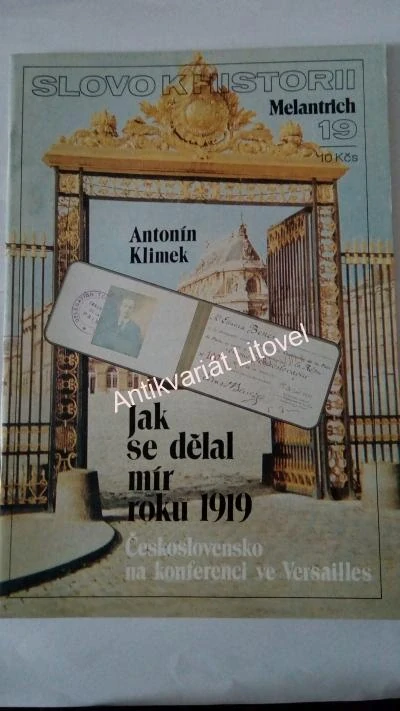 SLOVO K HISTORII
Melantrich
19
10 Kčs
Antonín
Klimek
Antikvariát Litovel
Jak
se dělal
mír
roku 1919
Československo
na konferenci ve Versailles